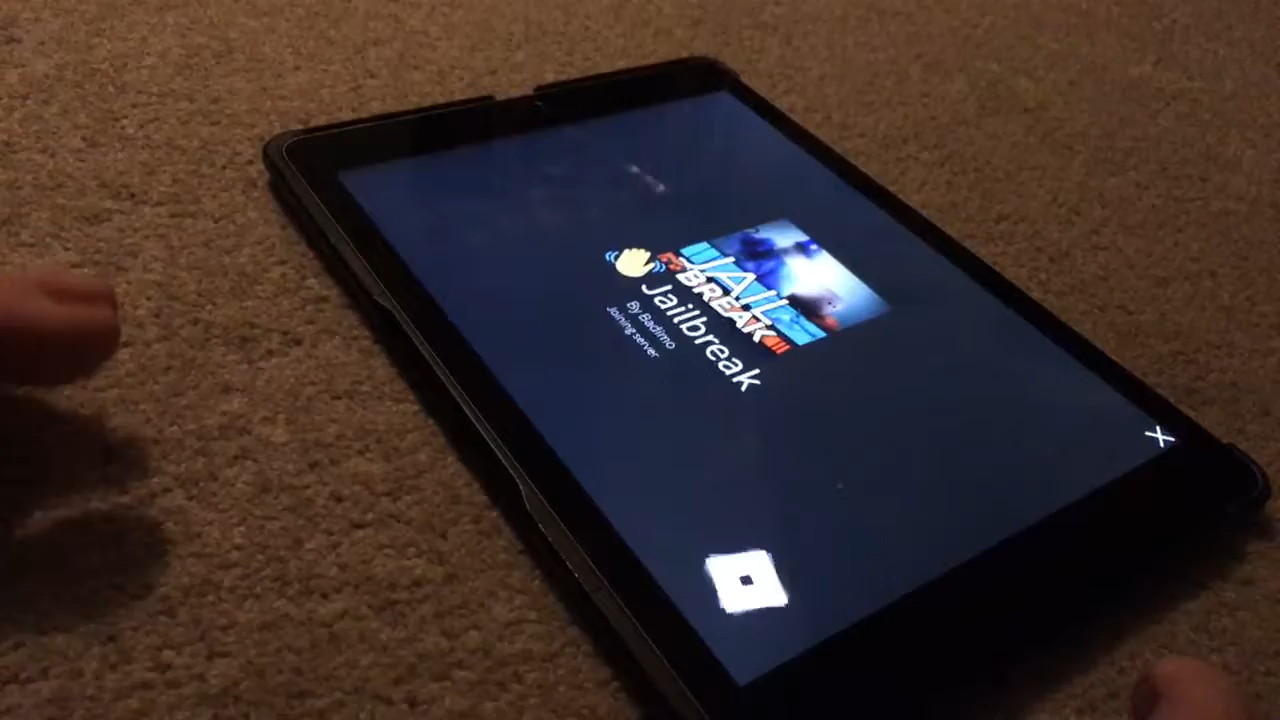 JAIL
BREAK
👋 Jailbreak
By Badimo
Joining server